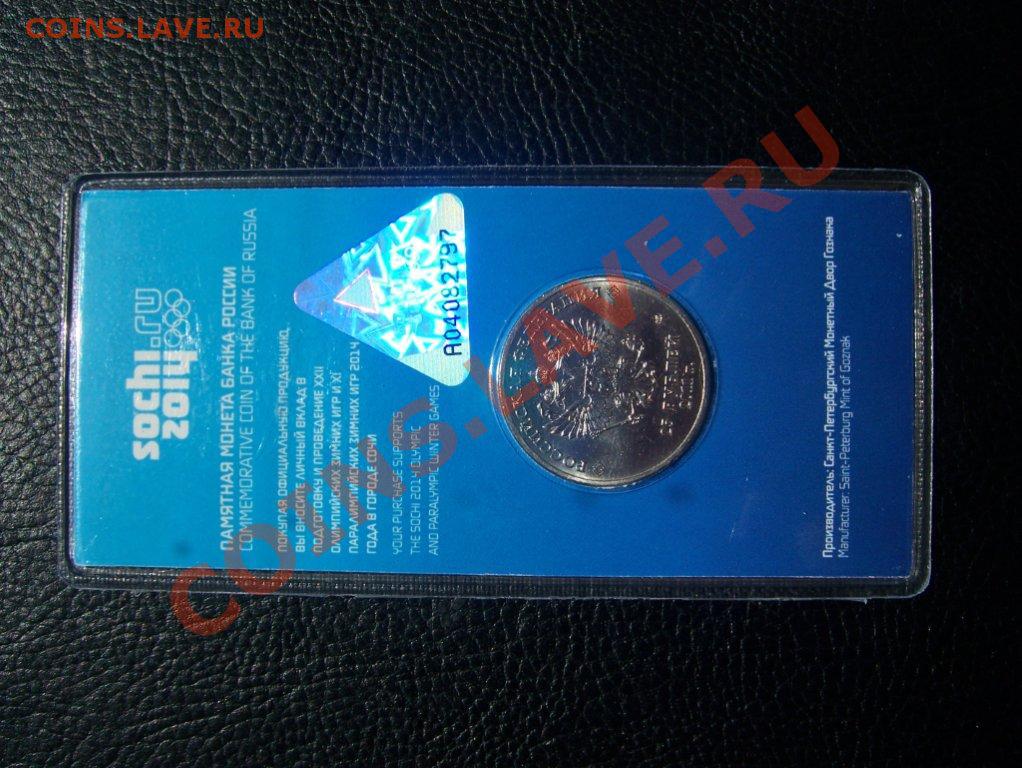 COINS.LAVE.RU
sochi.ru
2014
ПАМЯТНАЯ МОНЕТА БАНКА РОССИИ
COMMEMORATIVE COIN OF THE BANK OF RUSSIA
ПОКУПАЯ ОФИЦИАЛЬНУЮ ПРОДУКЦИЮ,
ВЫ ВНОСИТЕ ЛИЧНЫЙ ВКЛАД В
ПОДГОТОВКУ И ПРОВЕДЕНИЕ XXII
ОЛИМПИЙСКИХ ЗИМНИХ ИГР И XI
ПАРАЛИМПИЙСКИХ ЗИМНИХ ИГР 2014
ГОДА В ГОРОДЕ СОЧИ
YOUR PURCHASE SUPPORTS
THE SOCHI 2014 OLYMPIC
AND PARALYMPIC WINTER GAMES
A04082797
25 РУБЛЕЙ
Производитель: Санкт-Петербургский Монетный Двор Гознака
Manufacturer: Saint-Peterburg Mint of Goznak
COINS.LAVE.RU